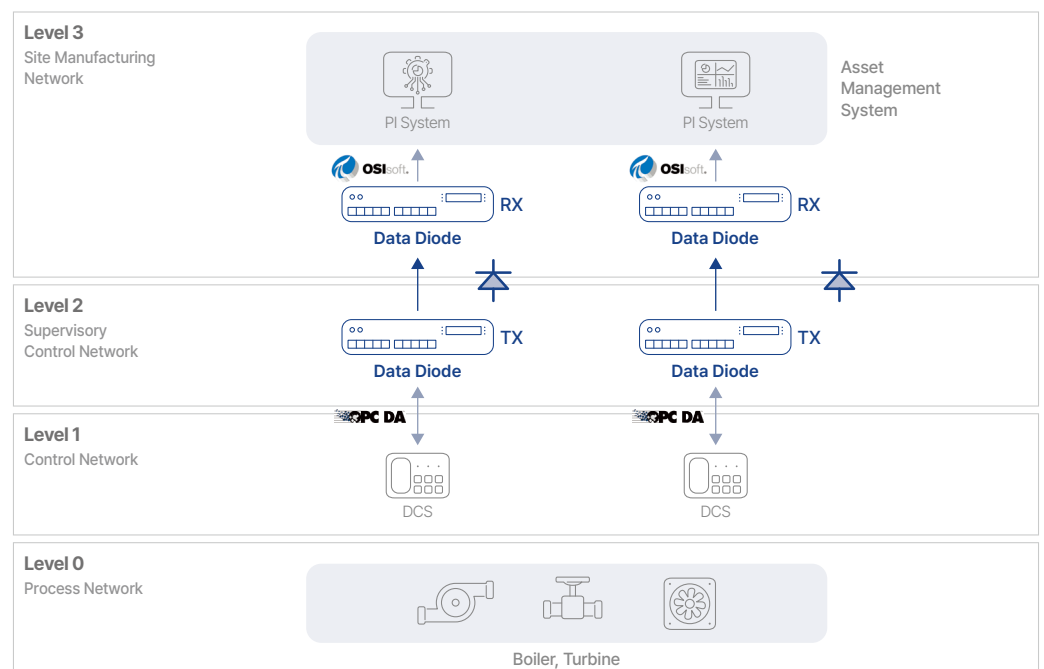 Level 3
Site Manufacturing
Network
PI System
PI System
Asset
Management
System
OSIsoft.
OSIsoft.
RX
RX
Data Diode
Data Diode
Level 2
Supervisory
Control Network
TX
TX
Data Diode
Data Diode
OPC DA
OPC DA
Level 1
Control Network
DCS
DCS
Level 0
Process Network
Boiler, Turbine